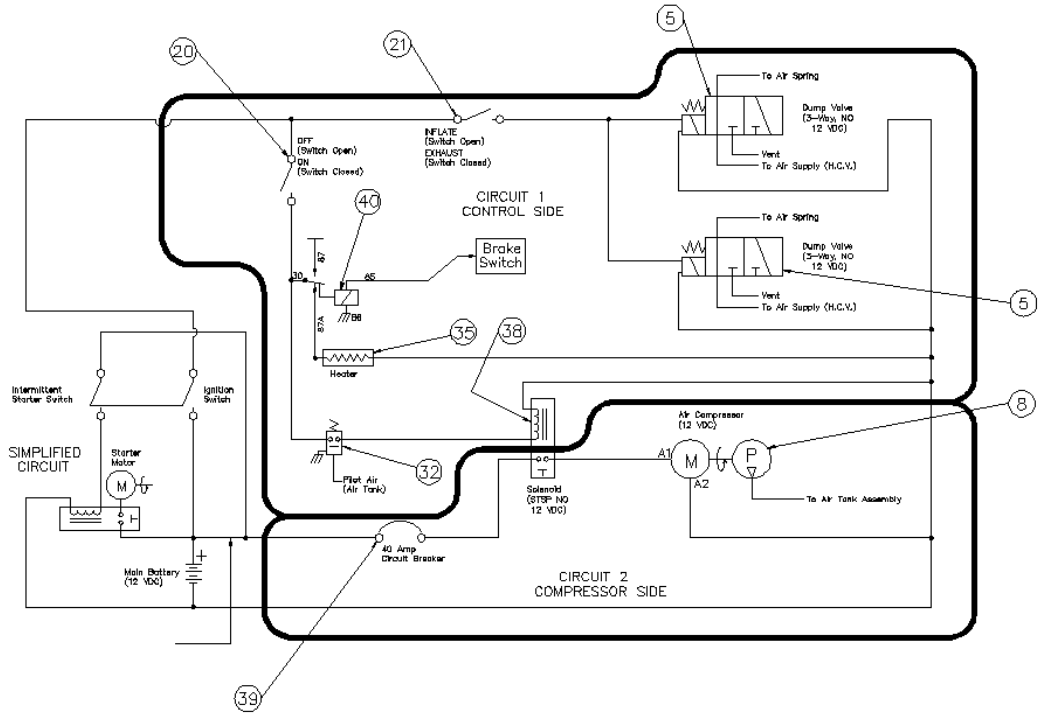 5
20
21
To Air Spring
Dump Valve
(3-Way, NO
12 VDC)
Vent
To Air Supply (H.C.V.)
OFF
(Switch Open)
ON
(Switch Closed)
INFLATE
(Switch Open)
EXHAUST
(Switch Closed)
CIRCUIT 1
CONTROL SIDE
40
To Air Spring
Brake
Switch
Dump Valve
(3-Way, NO
12 VDC)
87
30
85
86
87A
Vent
To Air Supply (H.C.V.)
5
35
38
Heater
Intermittent
Starter Switch
Ignition
Switch
8
Air Compressor
(12 VDC)
SIMPLIFIED
CIRCUIT
Starter
Motor
M
A1
M
A2
P
32
Pilot Air
(Air Tank)
Solenoid
(STSP NO
12 VDC)
To Air Tank Assembly
40 Amp
Circuit Breaker
Main Battery
(12 VDC)
+
CIRCUIT 2
COMPRESSOR SIDE
39